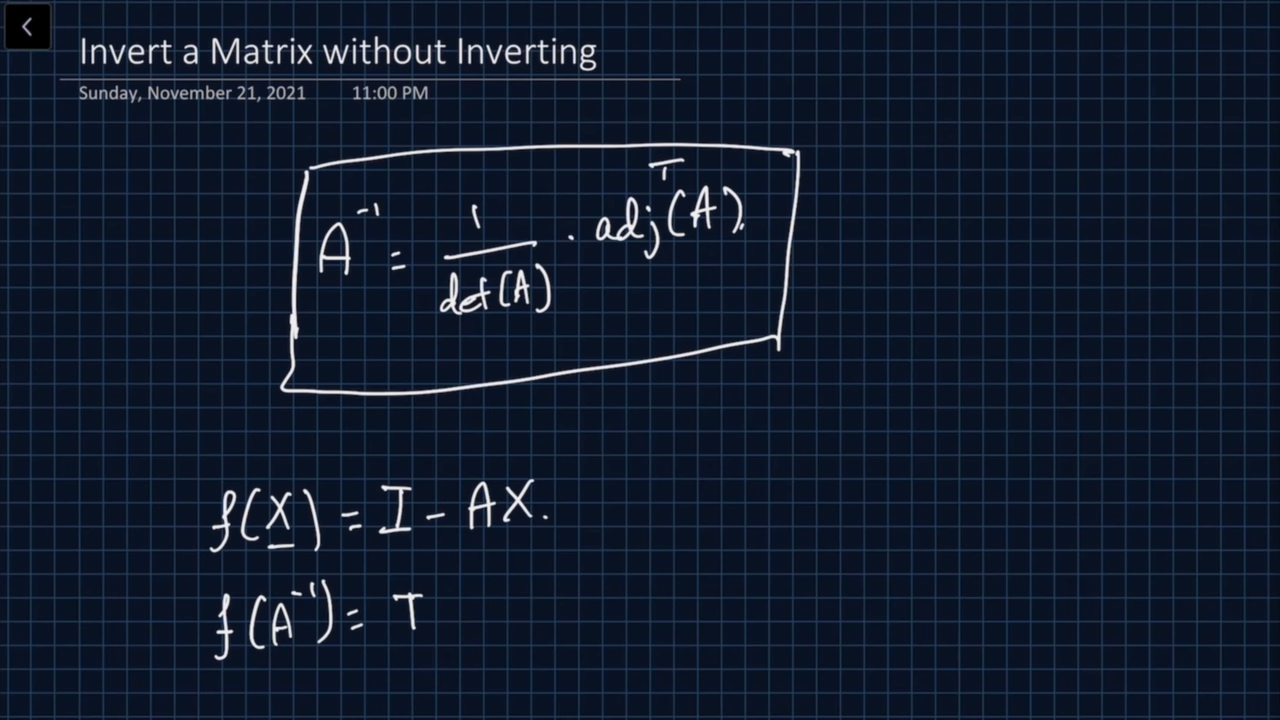 Invert a Matrix without Inverting
Sunday, November 21, 2021 11:00 PM
A⁻¹ = 1/det(A) · adjᵀ(A).
f(X) = I - AX.
f(A⁻¹) = T